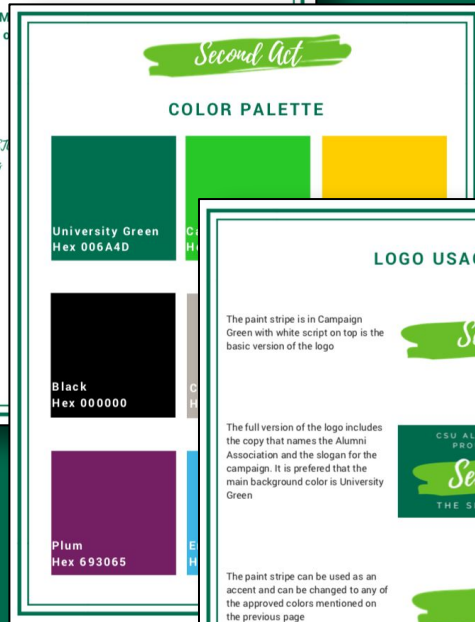 Second Act
COLOR PALETTE
University Green
Hex 006A4D
Black
Hex 000000
Plum
Hex 693065
LOGO USA
The paint stripe is in Campaign
Green with white script on top is the
basic version of the logo
The full version of the logo includes
the copy that names the Alumni
Association and the slogan for the
campaign. It is prefered that the
main background color is University
Green
CSU AL
PRO
Se
THE S
The paint stripe can be used as an
accent and can be changed to any of
the approved colors mentioned on
the previous page